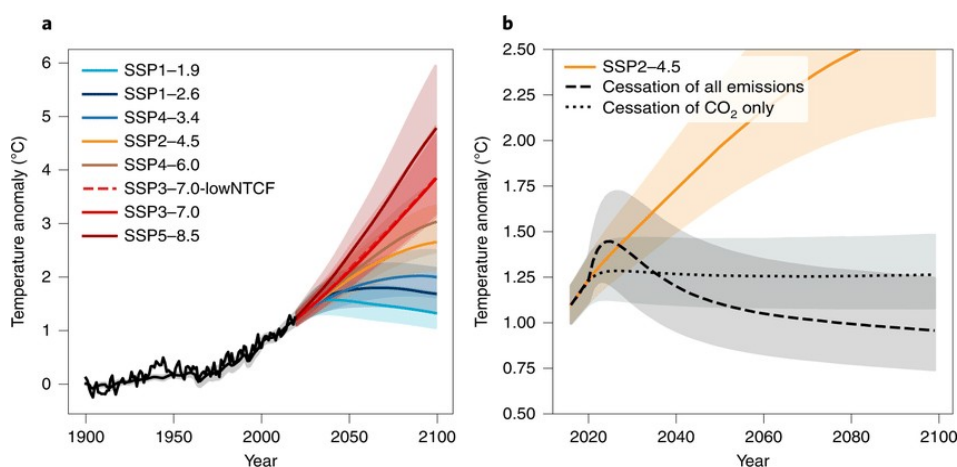 a
Temperature anomaly (°C)
6
5
4
3
2
1
0
SSP1–1.9
SSP1–2.6
SSP4–3.4
SSP2–4.5
SSP4–6.0
SSP3–7.0-lowNTCF
SSP3–7.0
SSP5–8.5
1900
1950
2000
2050
2100
Year
b
Temperature anomaly (°C)
2.50
2.25
2.00
1.75
1.50
1.25
1.00
0.75
0.50
SSP2–4.5
Cessation of all emissions
Cessation of CO₂ only
2020
2040
2060
2080
2100
Year